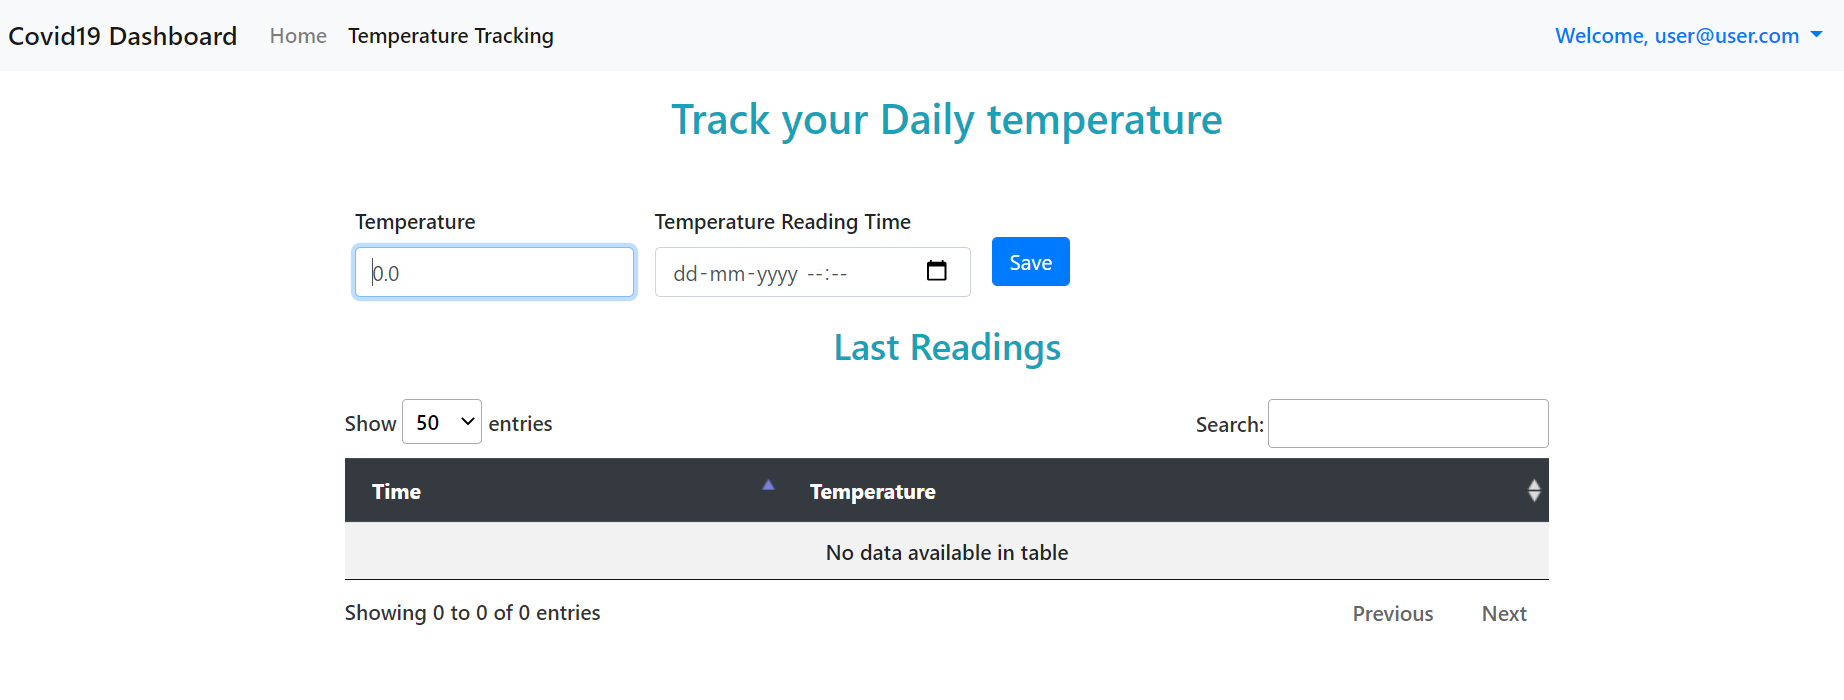 Covid19 Dashboard Home Temperature Tracking Welcome, user@user.com
Track your Daily temperature
Temperature Temperature Reading Time
0.0 dd-mm-yyyy --:-- Save
Last Readings
Show 50 entries Search:
Time Temperature
No data available in table
Showing 0 to 0 of 0 entries Previous Next